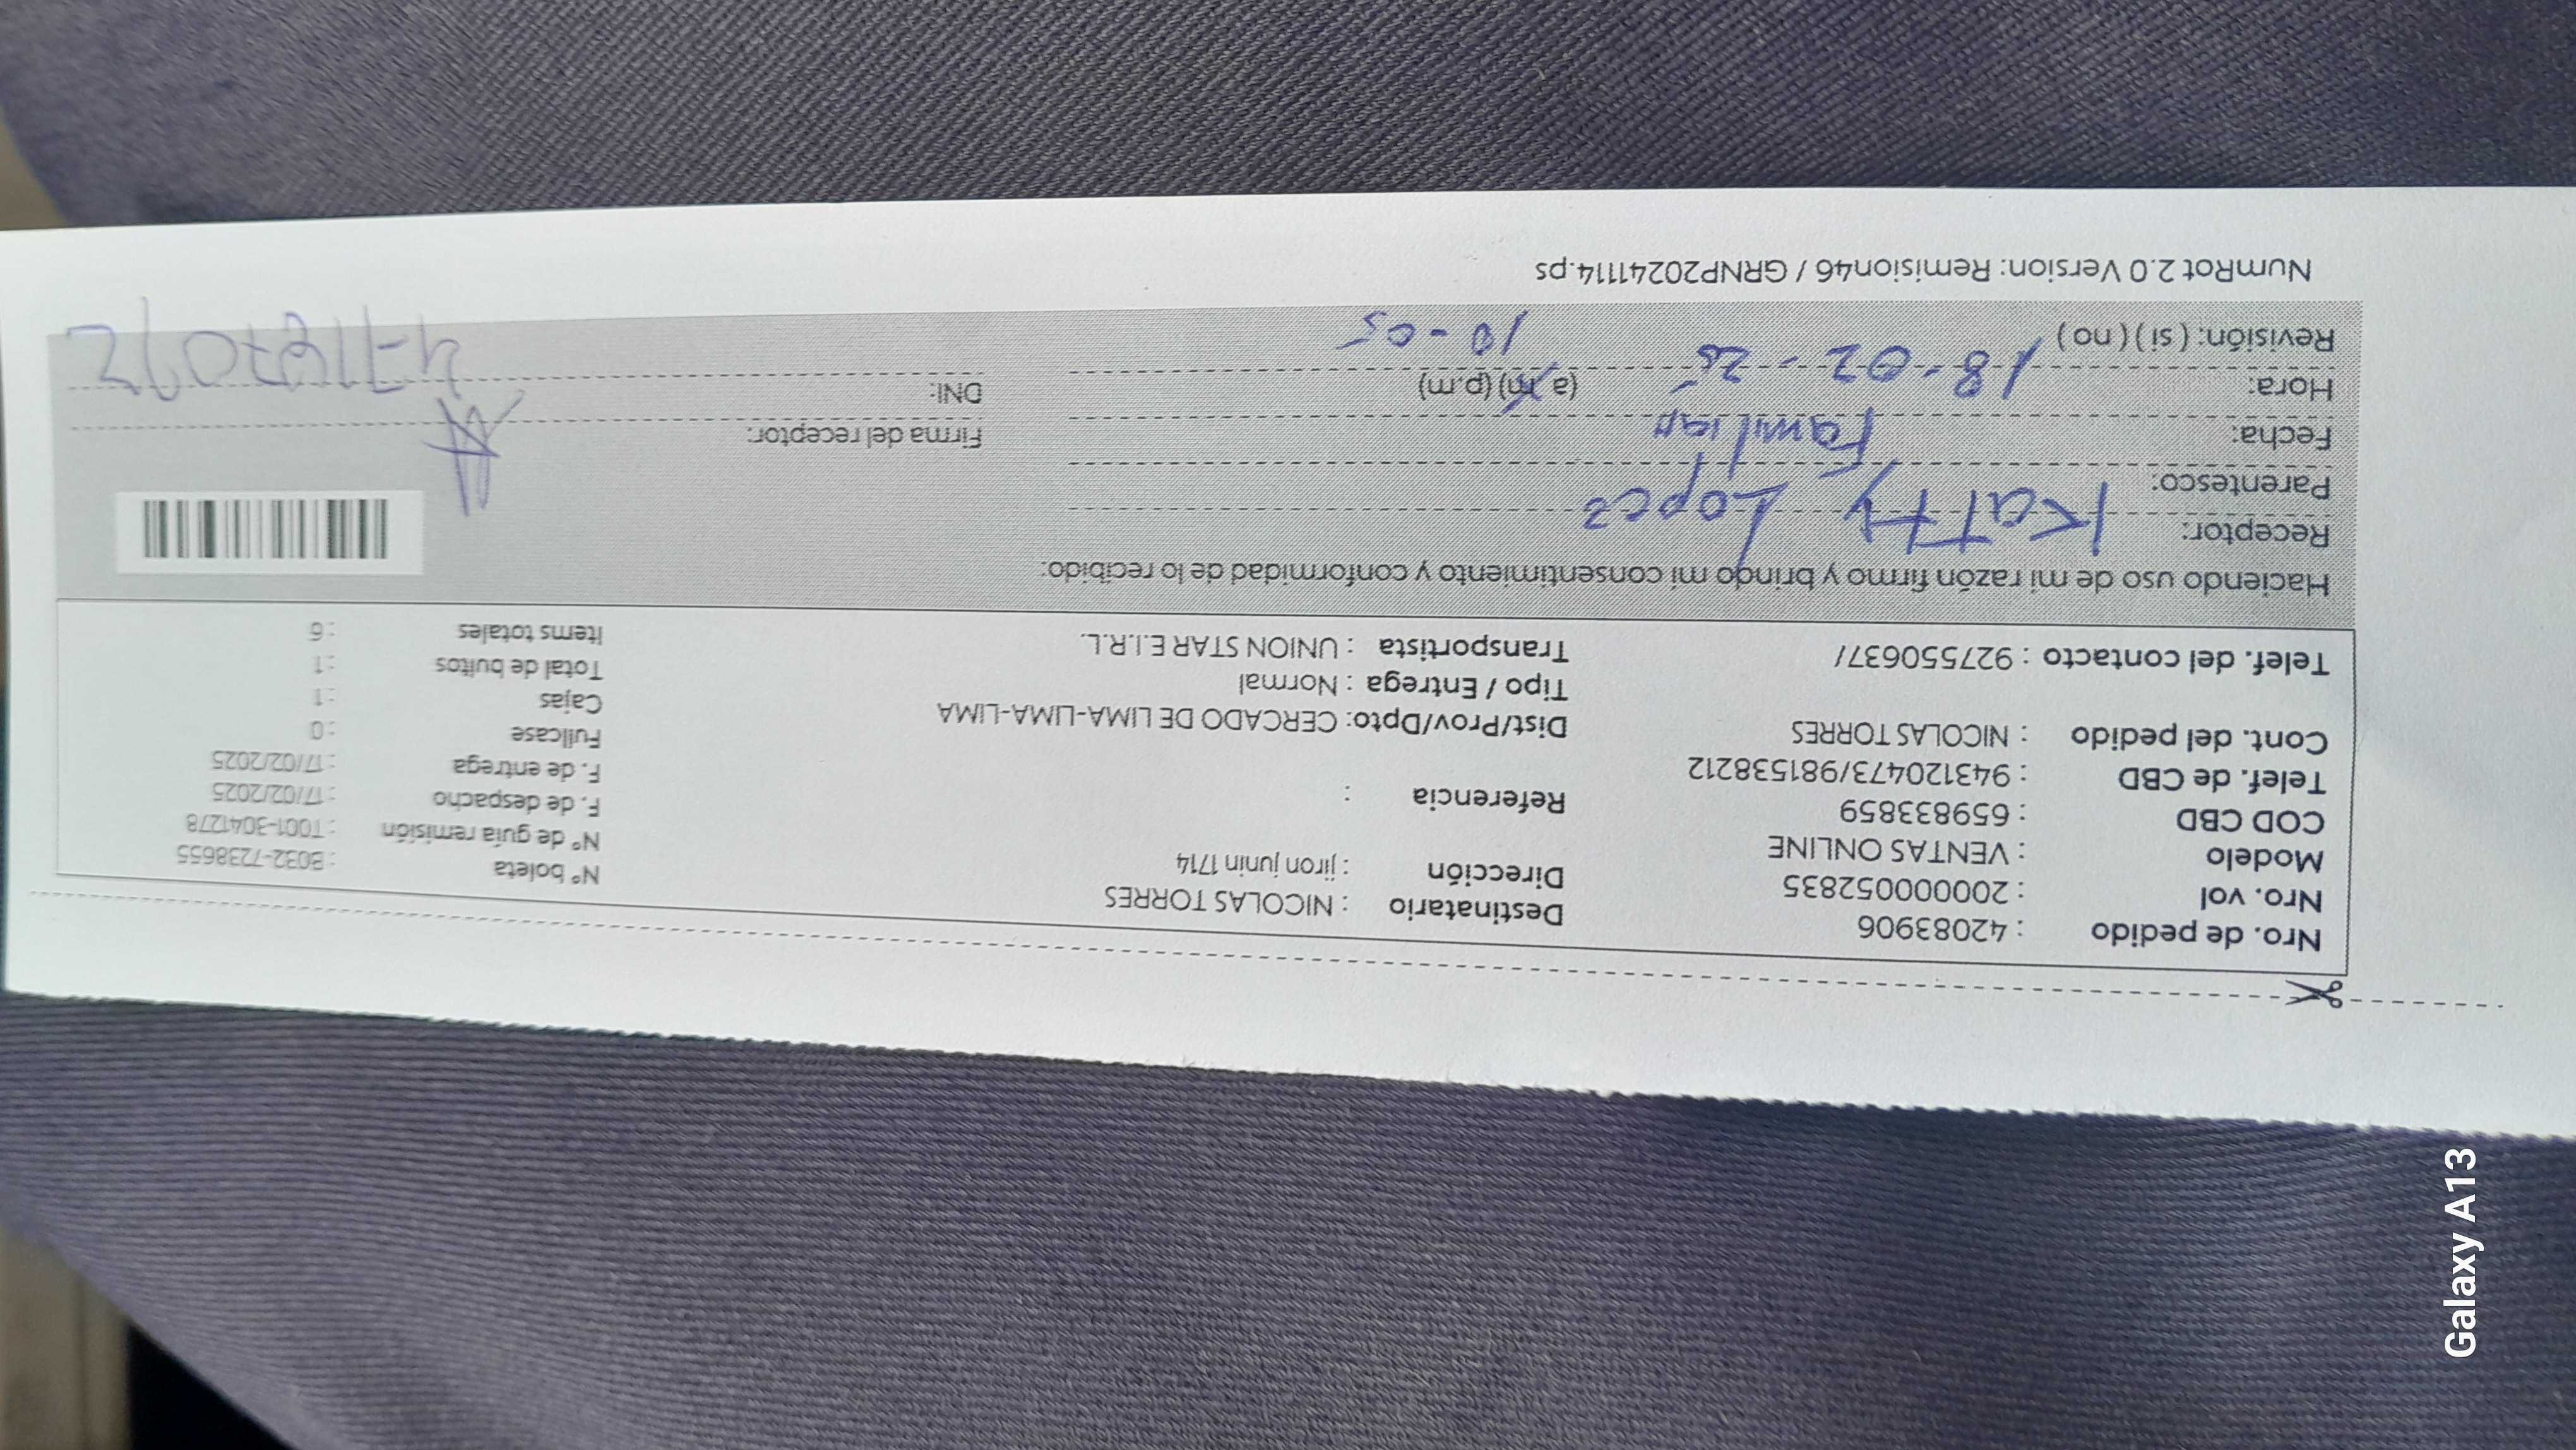 Nro. de pedido : 42083906
Nro. vol : 20000052835
Modelo : VENTAS ONLINE
COD CBD : 659833859
Telef. de CBD : 943120473/981538212
Cont. del pedido : NICOLAS TORRES
Telef. del contacto : 927550637/
Destinatario : NICOLAS TORRES
Dirección : jiron junin 1714
Referencia :
Dist/Prov/Dpto: CERCADO DE LIMA-LIMA-LIMA
Tipo / Entrega : Normal
Transportista : UNION STAR E.I.R.L.
N° boleta : B032-7238655
N° de guía remisión : T001-3041278
F. de despacho : 17/02/2025
F. de entrega : 17/02/2025
Fullcase : 0
Cajas : 1
Total de bultos : 1
Items totales : 6
Haciendo uso de mi razón firmo y brindo mi consentimiento y conformidad de lo recibido:
Receptor: Katty Lopez
Parentesco: Familiar
Fecha: 18-02-25
Hora: (a.m) (p.m) 10-05
Revisión: ( si ) ( no )
Firma del receptor:
DNI:
NumRot 2.0 Version: Remision46 / GRNP20241114.ps
Galaxy A13